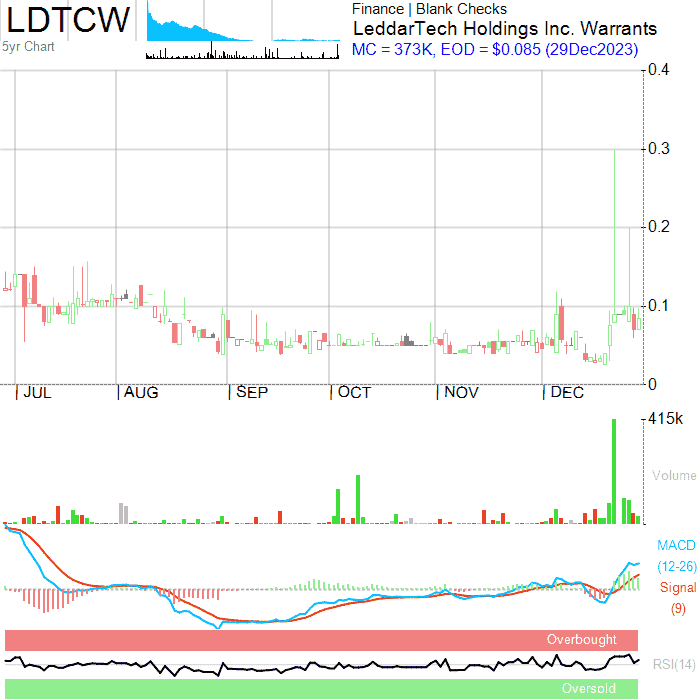 LDTCW
5yr Chart
Finance | Blank Checks
LeddarTech Holdings Inc. Warrants
MC = 373K, EOD = $0.085 (29Dec2023)
0.4
0.3
0.2
0.1
0
JUL AUG SEP OCT NOV DEC
415k
Volume
MACD
(12-26)
Signal
(9)
Overbought
RSI(14)
Oversold